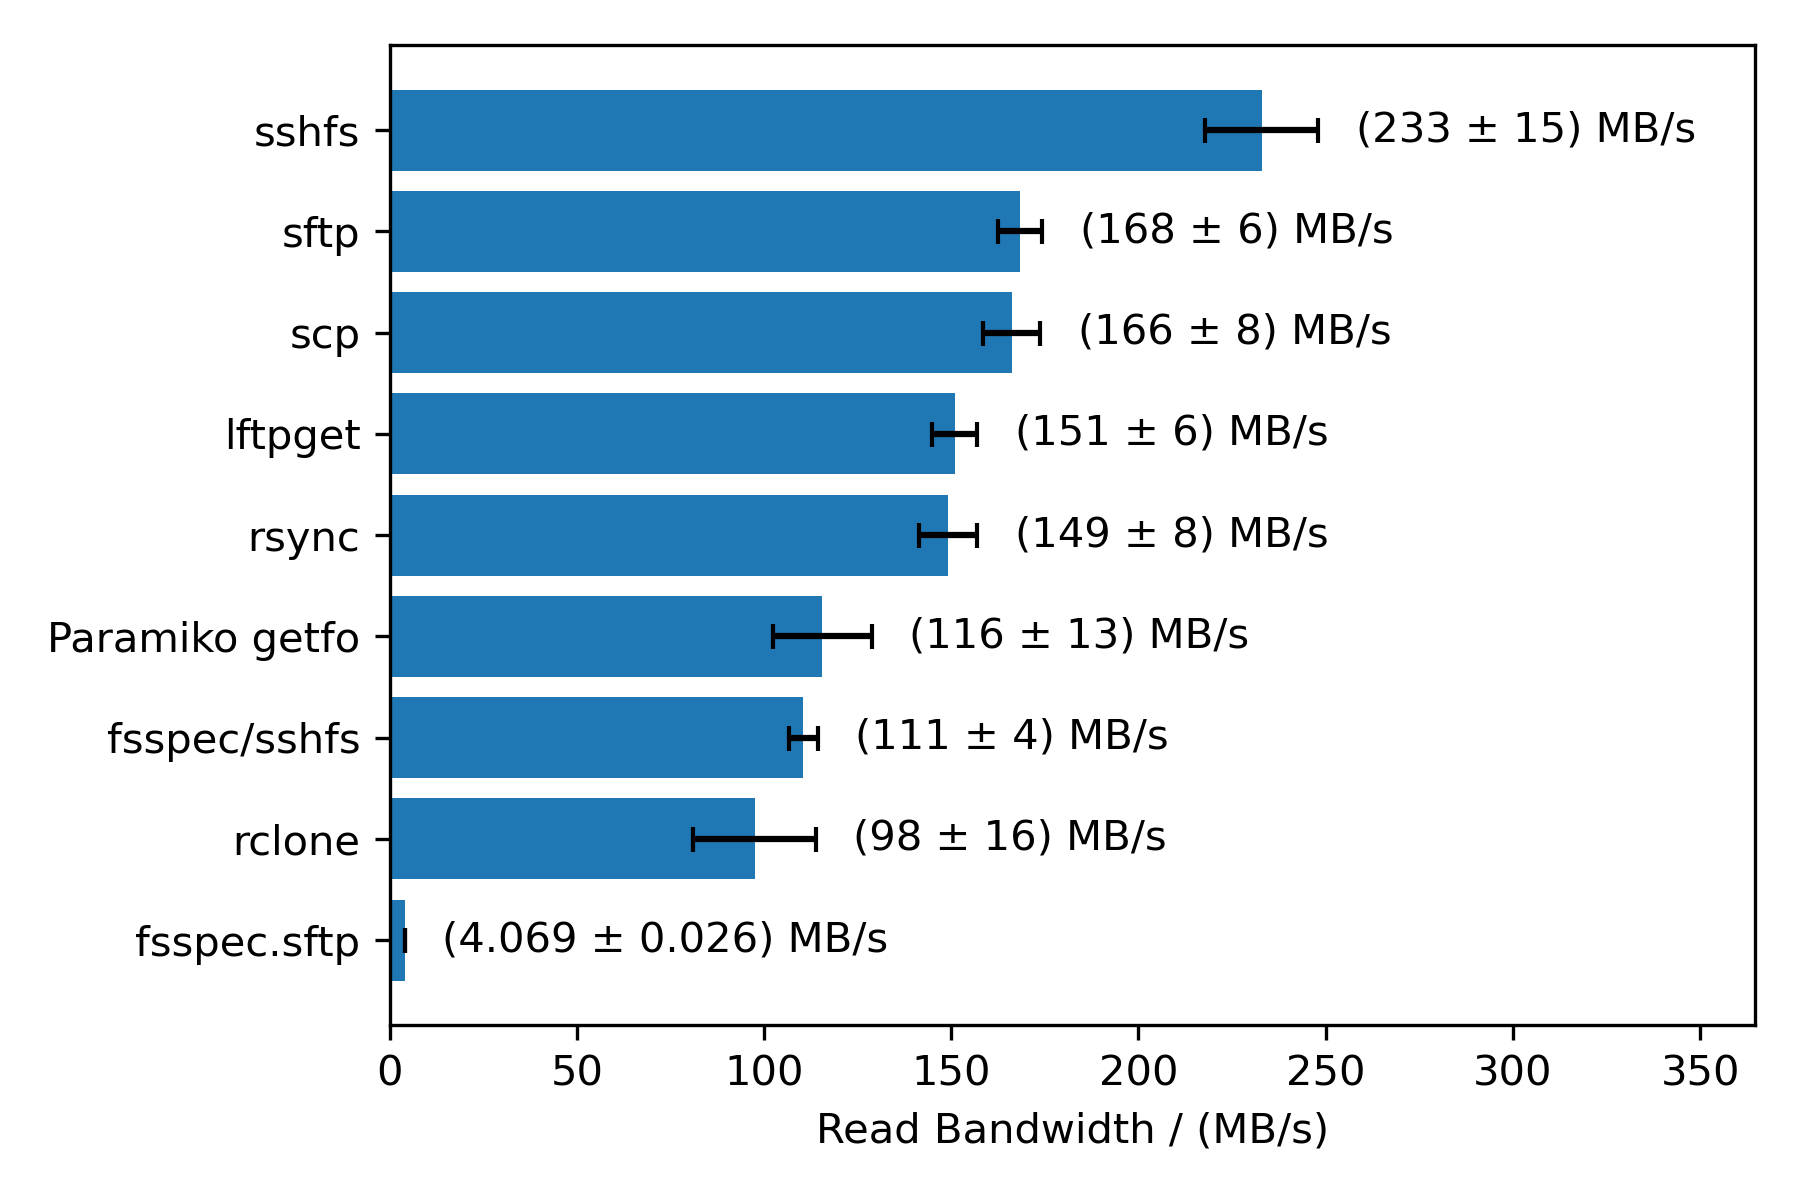 sshfs (233 ± 15) MB/s
sftp (168 ± 6) MB/s
scp (166 ± 8) MB/s
lftpget (151 ± 6) MB/s
rsync (149 ± 8) MB/s
Paramiko getfo (116 ± 13) MB/s
fsspec/sshfs (111 ± 4) MB/s
rclone (98 ± 16) MB/s
fsspec.sftp (4.069 ± 0.026) MB/s
0 50 100 150 200 250 300 350
Read Bandwidth / (MB/s)